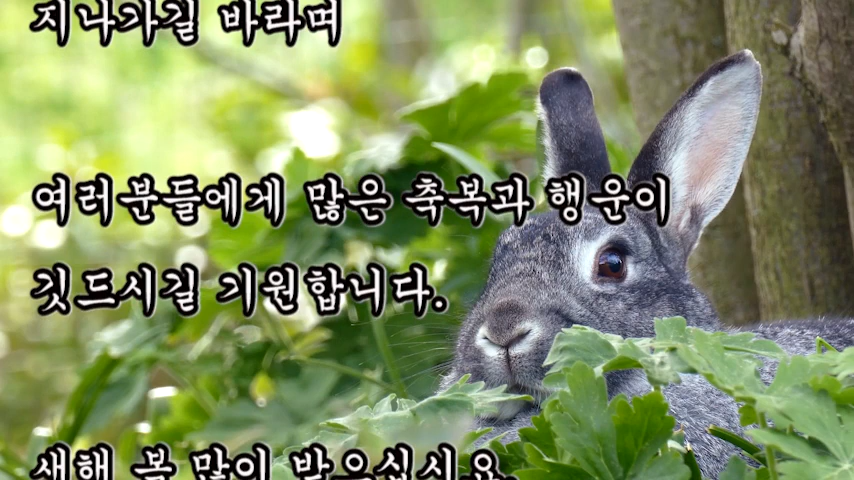 지나가길 바라며
여러분들에게 많은 축복과 행운이
깃드시길 기원합니다.
새해 복 많이 받으십시요.